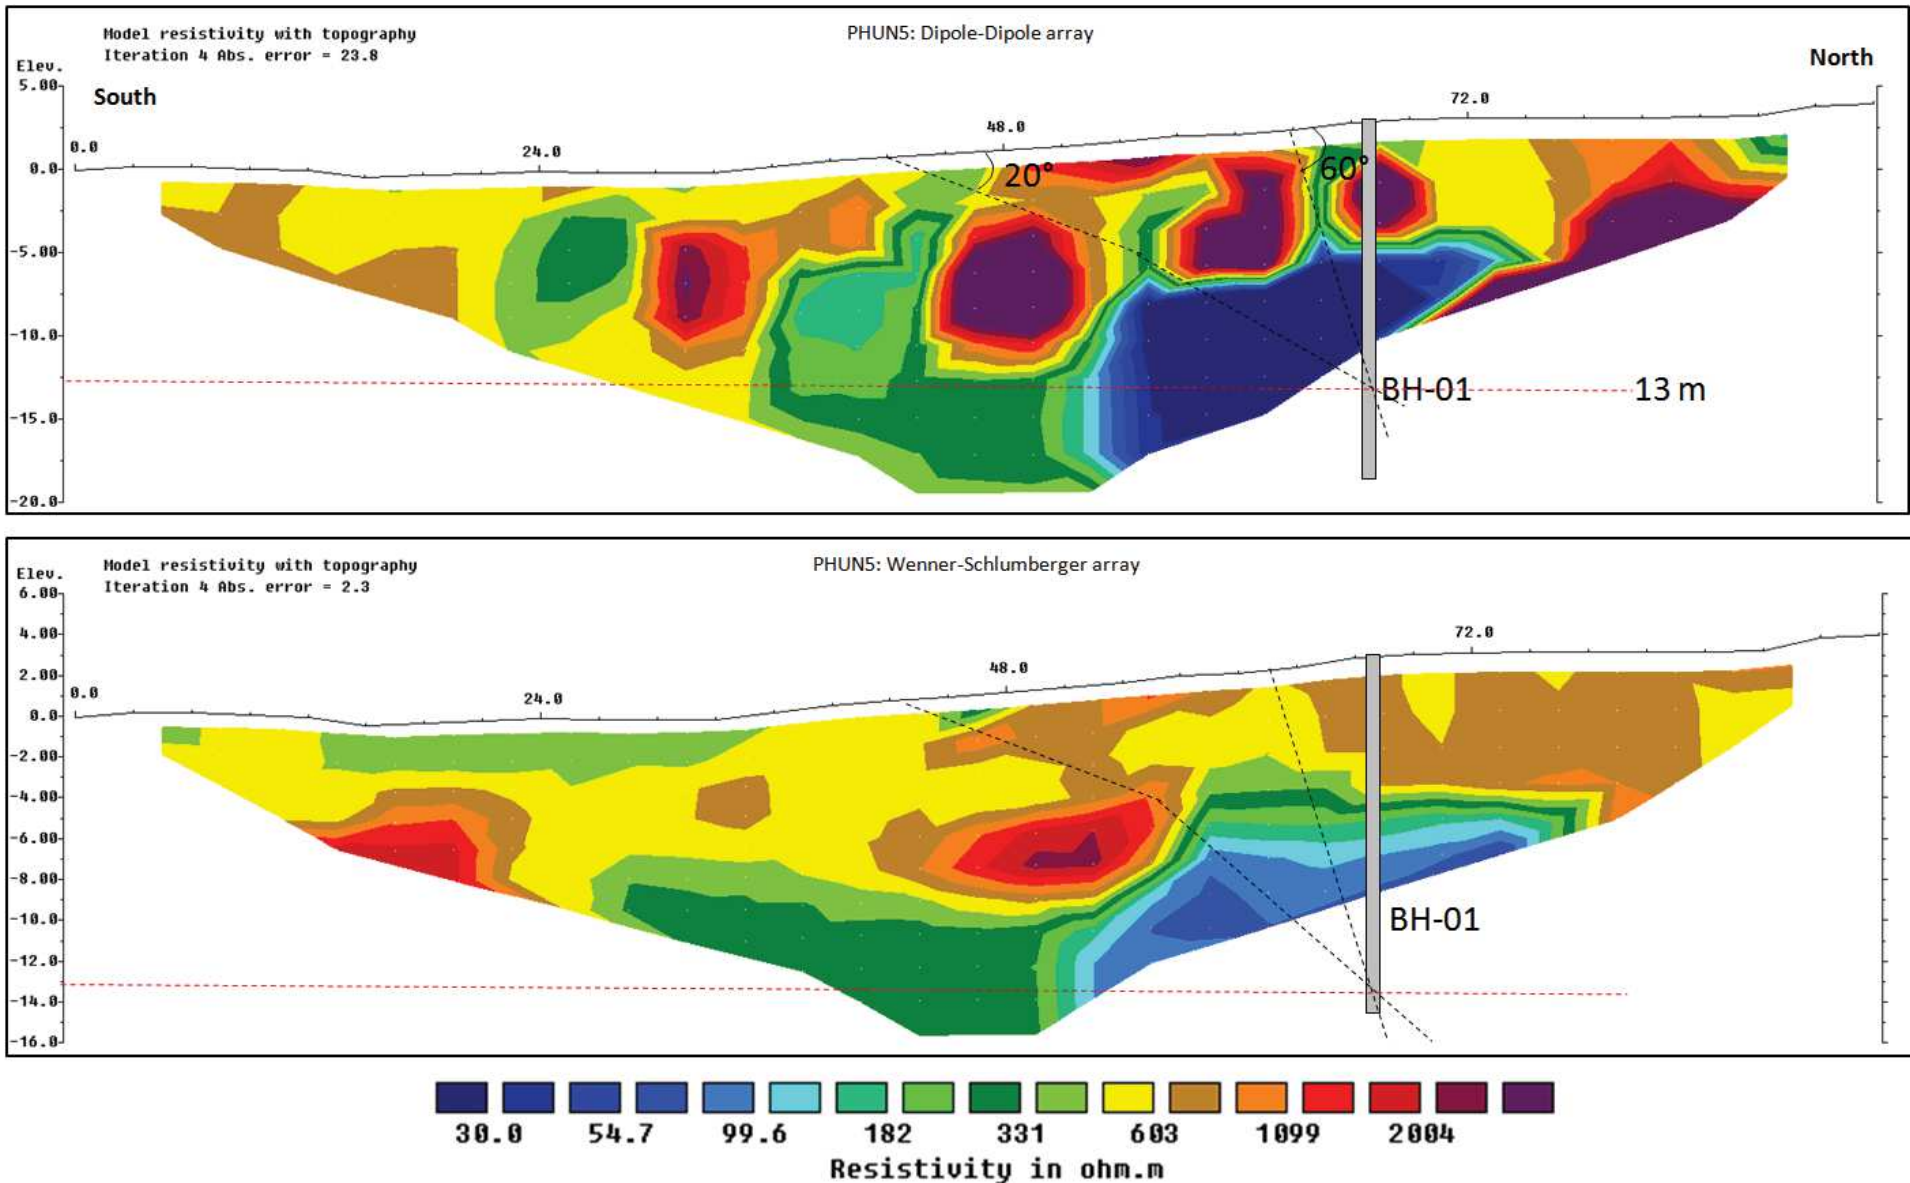 Model resistivity with topography
PHUN5: Dipole-Dipole array
Iteration 4 Abs. error = 23.8
Elev.
North
5.00
South
72.0
48.0
0.0
24.0
0.0
20°
60°
-5.00
-10.0
BH-01
13 m
-15.0
-20.0
Model resistivity with topography
PHUN5: Wenner-Schlumberger array
Elev.
Iteration 4 Abs. error = 2.3
6.00
4.00
72.0
2.00
48.0
0.0
24.0
0.0
-2.00
-4.00
-6.00
-8.00
-10.0
BH-01
-12.0
-14.0
-16.0
30.0 54.7 99.6 182 331 603 1099 2004
Resistivity in ohm.m